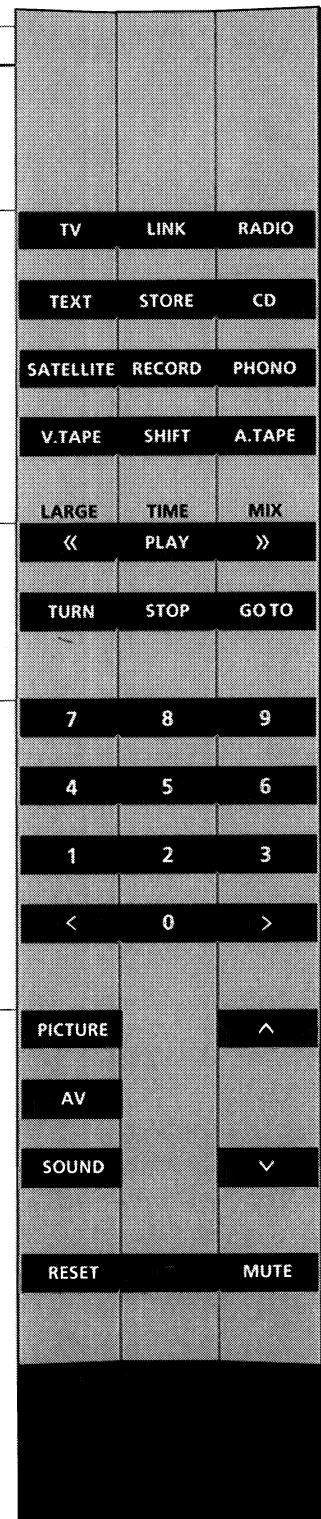 TV LINK RADIO
TEXT STORE CD
SATELLITE RECORD PHONO
V.TAPE SHIFT A.TAPE
LARGE TIME MIX
« PLAY »
TURN STOP GO TO
7 8 9
4 5 6
1 2 3
< 0 >
PICTURE ^
AV
SOUND v
RESET MUTE